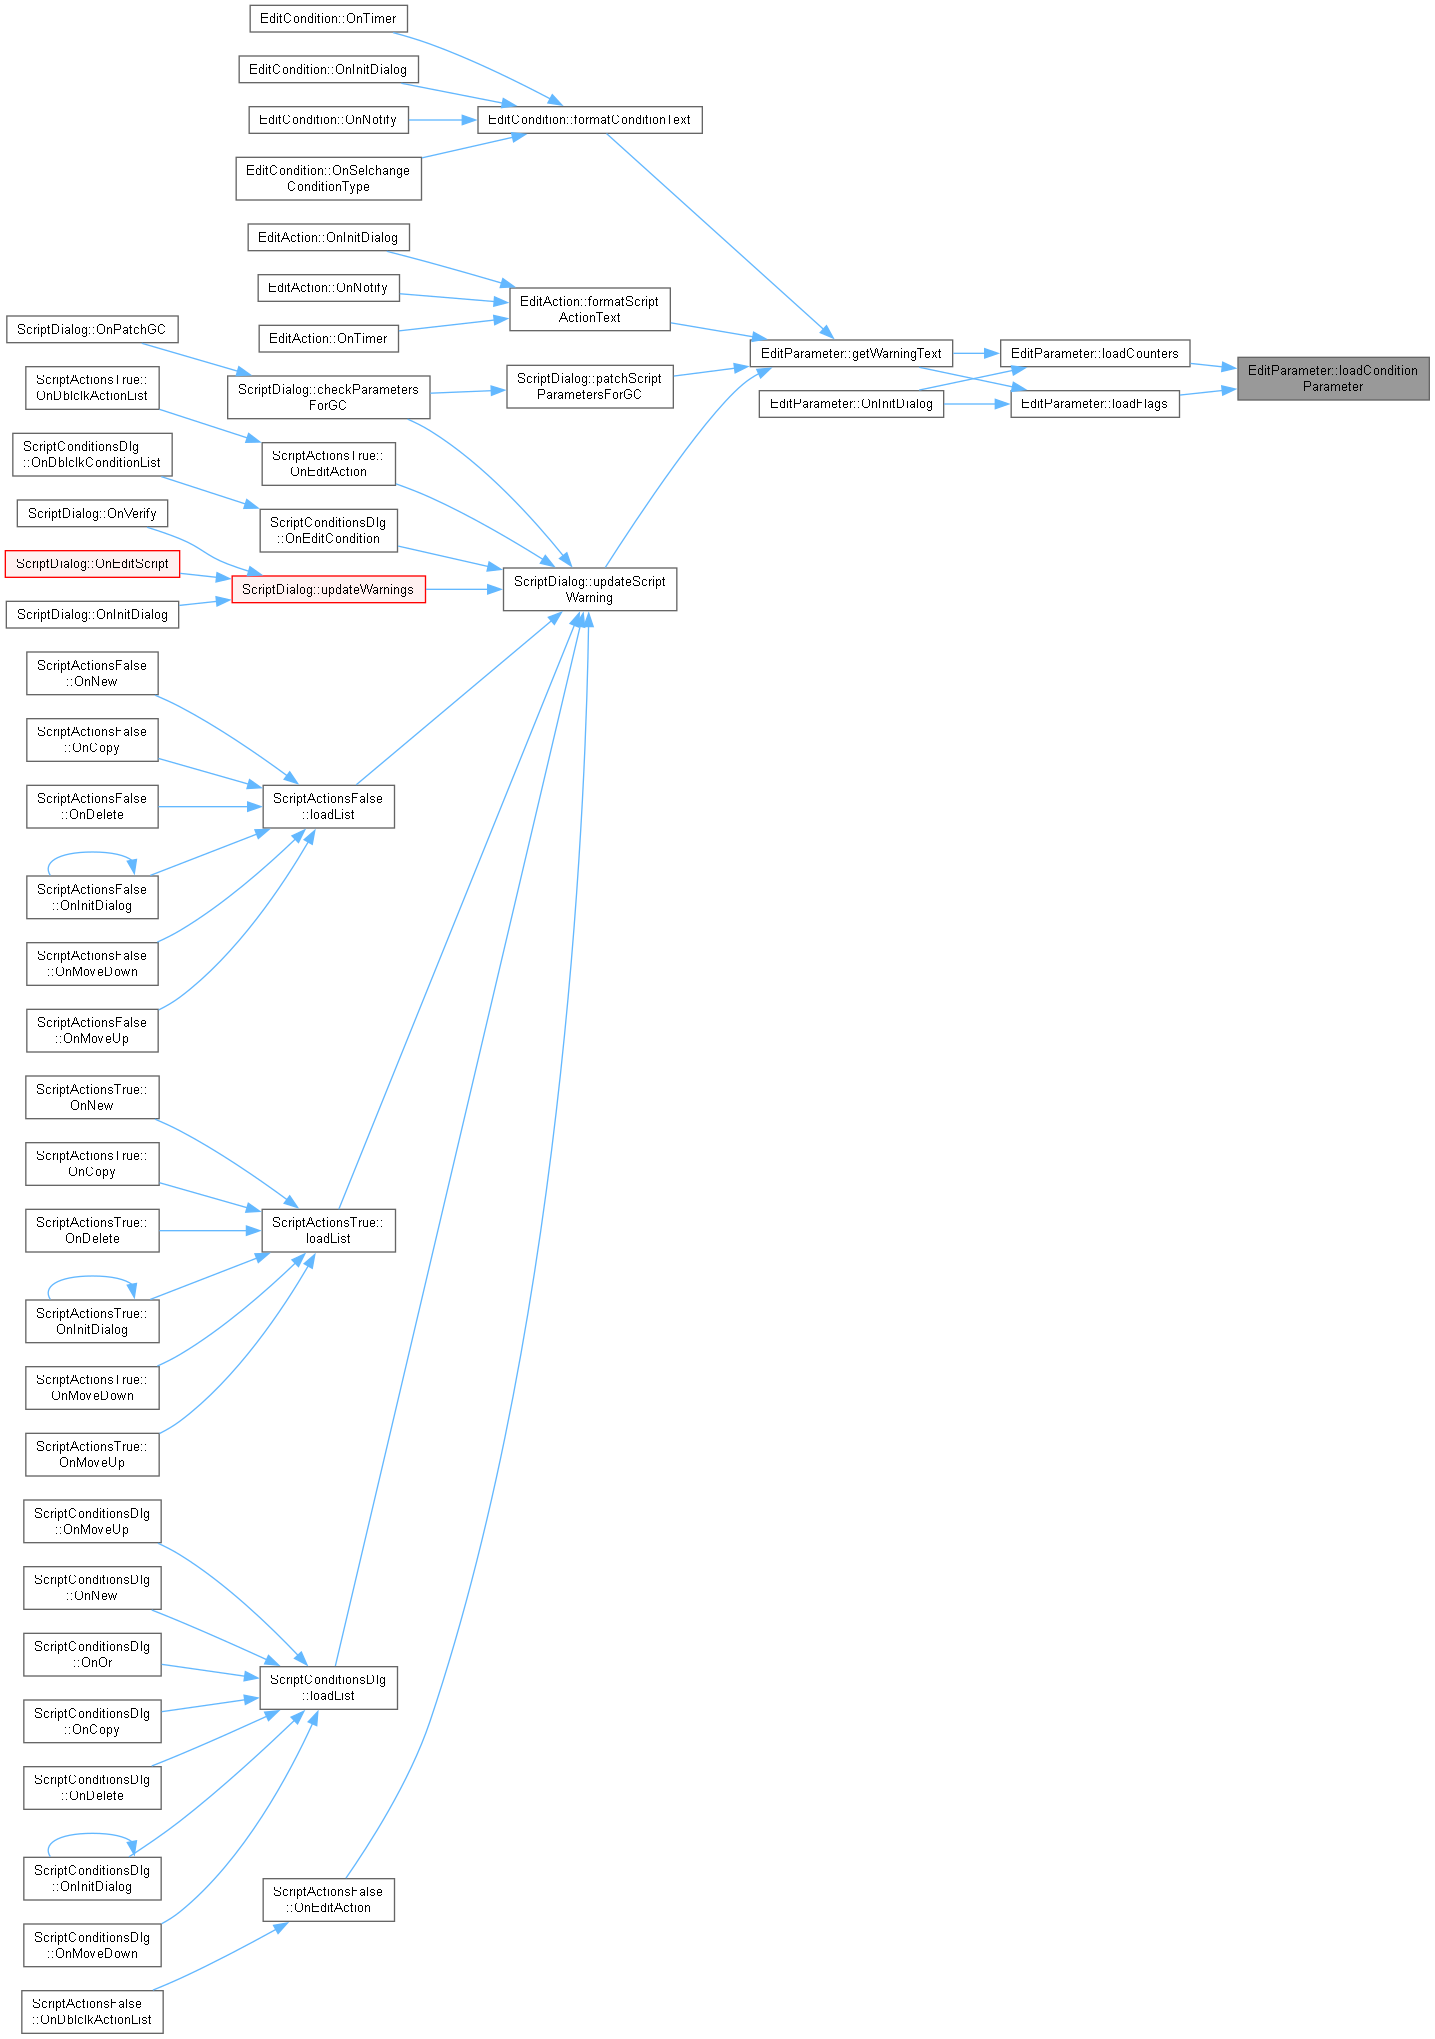 EditCondition::OnTimer
EditCondition::OnInitDialog
EditCondition::OnNotify
EditCondition::formatConditionText
EditCondition::OnSelchange
ConditionType
EditAction::OnInitDialog
EditAction::OnNotify
EditAction::formatScript
ActionText
EditAction::OnTimer
ScriptDialog::OnPatchGC
EditParameter::getWarningText
EditParameter::loadCounters
EditParameter::loadCondition
Parameter
ScriptActionsTrue::
OnDblclkActionList
ScriptDialog::checkParameters
ForGC
ScriptDialog::patchScript
ParametersForGC
EditParameter::OnInitDialog
EditParameter::loadFlags
ScriptConditionsDlg
::OnDblclkConditionList
ScriptActionsTrue::
OnEditAction
ScriptDialog::OnVerify
ScriptConditionsDlg
::OnEditCondition
ScriptDialog::OnEditScript
ScriptDialog::updateWarnings
ScriptDialog::updateScript
Warning
ScriptDialog::OnInitDialog
ScriptActionsFalse
::OnNew
ScriptActionsFalse
::OnCopy
ScriptActionsFalse
::OnDelete
ScriptActionsFalse
::loadList
ScriptActionsFalse
::OnInitDialog
ScriptActionsFalse
::OnMoveDown
ScriptActionsFalse
::OnMoveUp
ScriptActionsTrue::
OnNew
ScriptActionsTrue::
OnCopy
ScriptActionsTrue::
OnDelete
ScriptActionsTrue::
loadList
ScriptActionsTrue::
OnInitDialog
ScriptActionsTrue::
OnMoveDown
ScriptActionsTrue::
OnMoveUp
ScriptConditionsDlg
::OnMoveUp
ScriptConditionsDlg
::OnNew
ScriptConditionsDlg
::OnOr
ScriptConditionsDlg
::loadList
ScriptConditionsDlg
::OnCopy
ScriptConditionsDlg
::OnDelete
ScriptConditionsDlg
::OnInitDialog
ScriptActionsFalse
::OnEditAction
ScriptConditionsDlg
::OnMoveDown
ScriptActionsFalse
::OnDblclkActionList